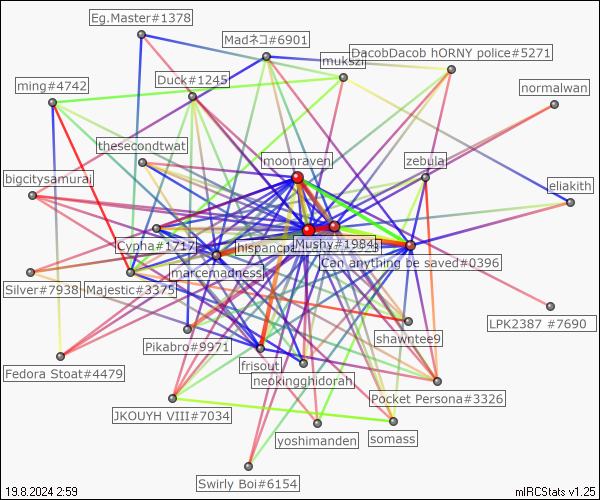 Eg.Master#1378
Madネコ#6901
mukszi
DacobDacob hORNY police#5271
ming#4742
Duck#1245
normalwan
thesecondtwat
moonraven
zebula
bigcitysamurai
eliakith
Cypha#1717
Mushy#1984
marcemadness
Can anything be saved#0396
Silver#7938
Majestic#3375
LPK2387 #7690
Pikabro#9971
shawntee9
frisout
Fedora Stoat#4479
neokingghidorah
Pocket Persona#3326
JKOUYH VIII#7034
yoshimanden
somass
Swirly Boi#6154
19.8.2024 2:59
mIRCStats v1.25